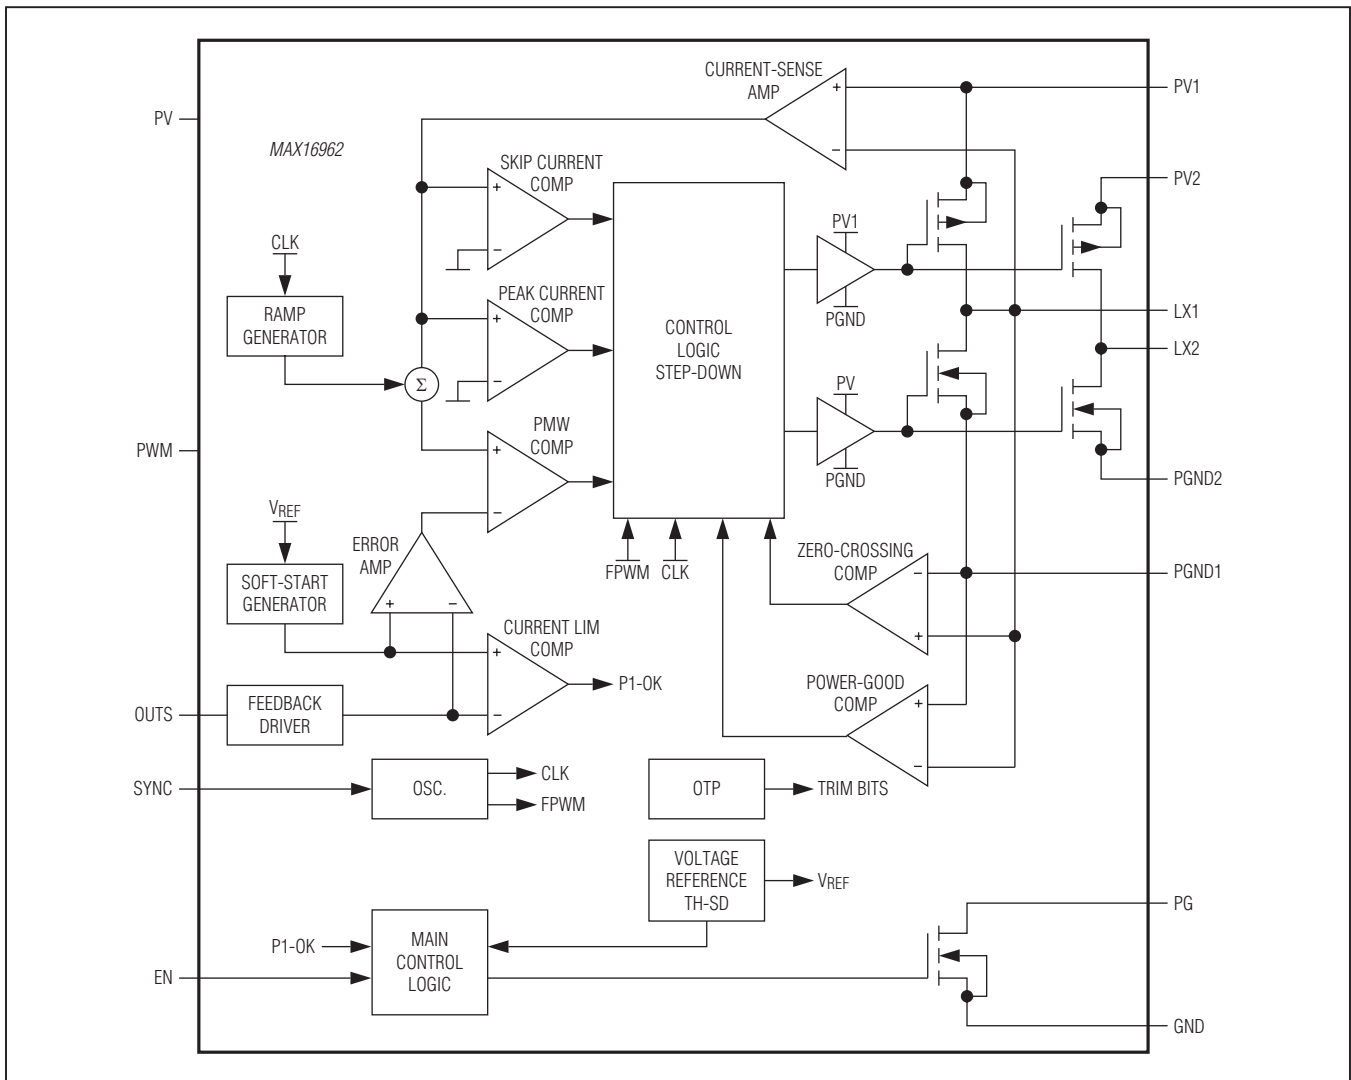 CURRENT-SENSE
AMP
+
−
PV1
PV
MAX16962
SKIP CURRENT
COMP
+
−
PV2
CLK
PV1
PGND
RAMP
GENERATOR
PEAK CURRENT
COMP
+
−
Σ
CONTROL
LOGIC
STEP-DOWN
LX1
LX2
PV
PGND
PWM
PMW
COMP
+
−
PGND2
VREF
ERROR
AMP
+ −
FPWM
CLK
ZERO-CROSSING
COMP
−
+
PGND1
SOFT-START
GENERATOR
CURRENT LIM
COMP
+
−
P1-OK
OUTS
FEEDBACK
DRIVER
POWER-GOOD
COMP
+
−
SYNC
OSC.
CLK
FPWM
OTP
TRIM BITS
VOLTAGE
REFERENCE
TH-SD
VREF
PG
P1-OK
EN
MAIN
CONTROL
LOGIC
GND